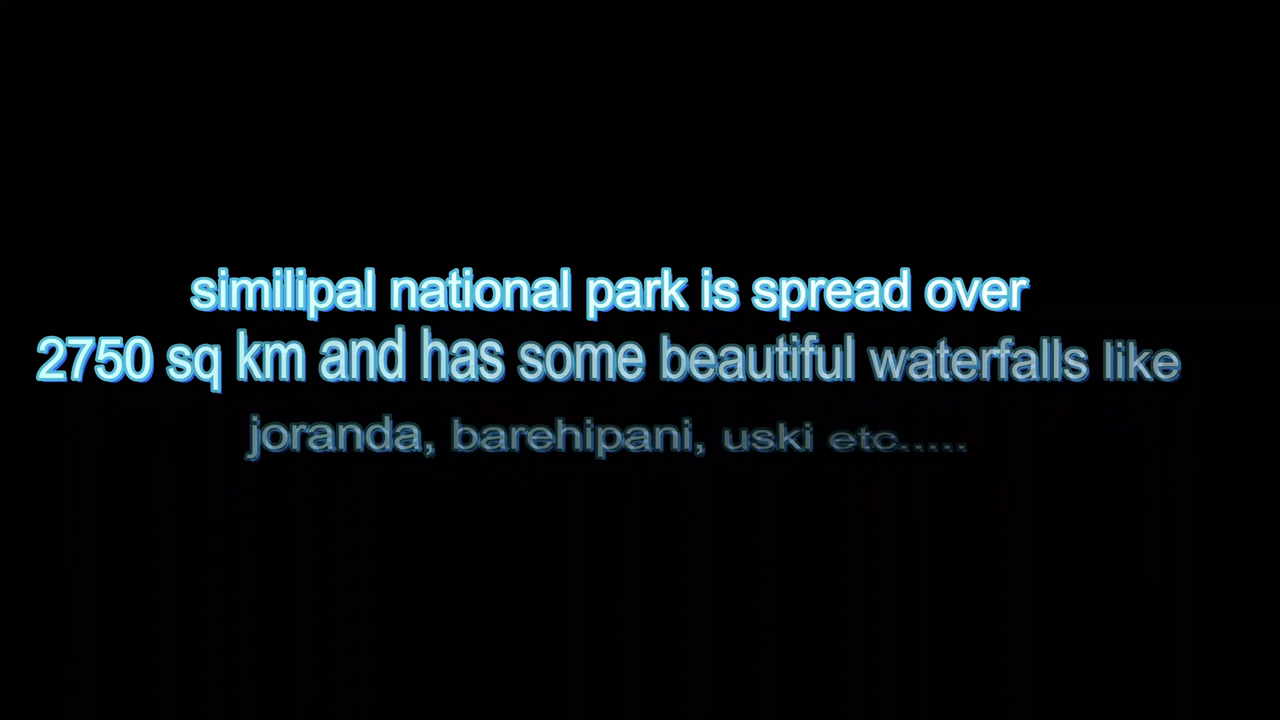 similipal national park is spread over
2750 sq km and has some beautiful waterfalls like
joranda, barehipani, uski etc.....